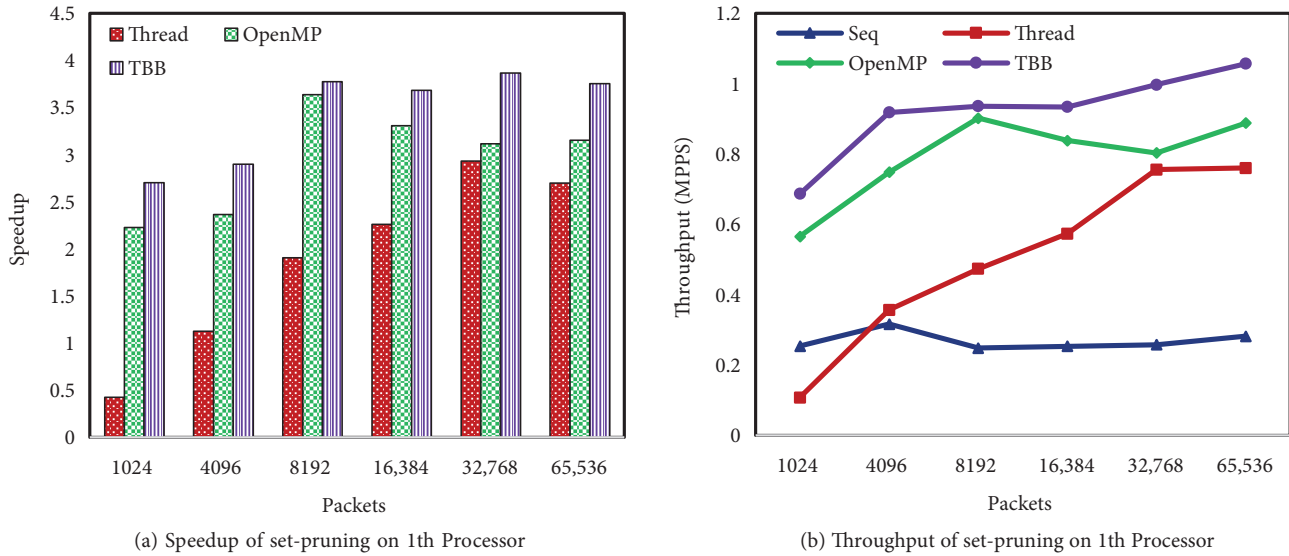 4.5
4
3.5
3
2.5
2
1.5
1
0.5
0
Speedup
Thread OpenMP
TBB
1024 4096 8192 16,384 32,768 65,536
Packets
(a) Speedup of set-pruning on 1th Processor
1.2
1
0.8
0.6
0.4
0.2
0
Throughput (MPPS)
Seq Thread
OpenMP TBB
1024 4096 8192 16,384 32,768 65,536
Packets
(b) Throughput of set-pruning on 1th Processor